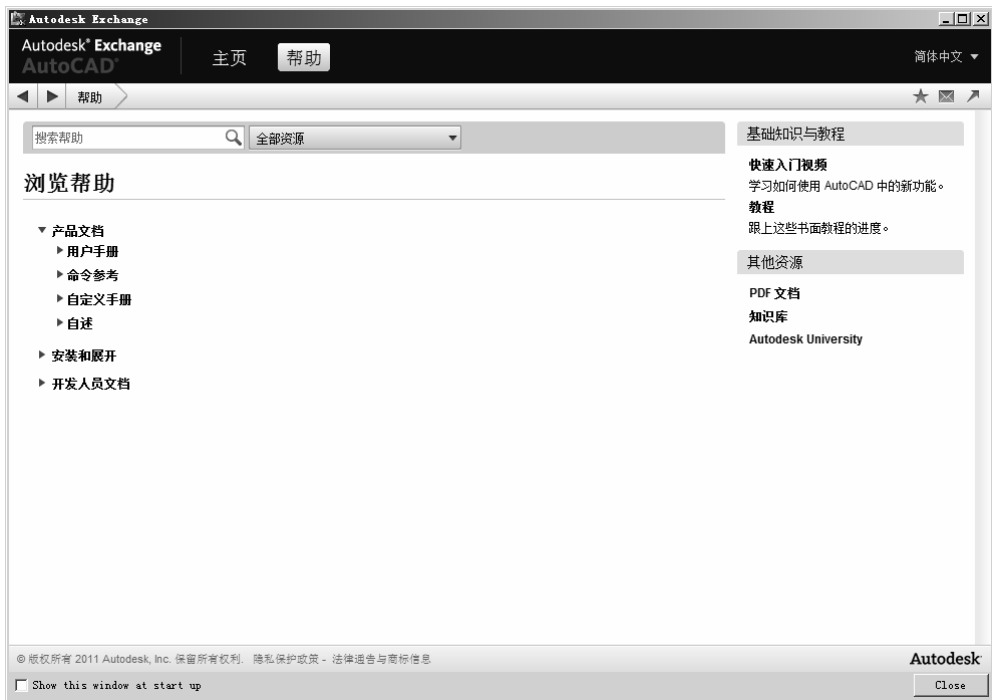 Autodesk Exchange
Autodesk® Exchange
AutoCAD®
主页
帮助
简体中文
帮助
搜索帮助
全部资源
浏览帮助
产品文档
用户手册
命令参考
自定义手册
自述
安装和展开
开发人员文档
基础知识与教程
快速入门视频
学习如何使用 AutoCAD 中的新功能。
教程
跟上这些书面教程的进度。
其他资源
PDF 文档
知识库
Autodesk University
© 版权所有 2011 Autodesk, Inc. 保留所有权利. 隐私保护政策 - 法律通告与商标信息
Autodesk
Show this window at start up
Close